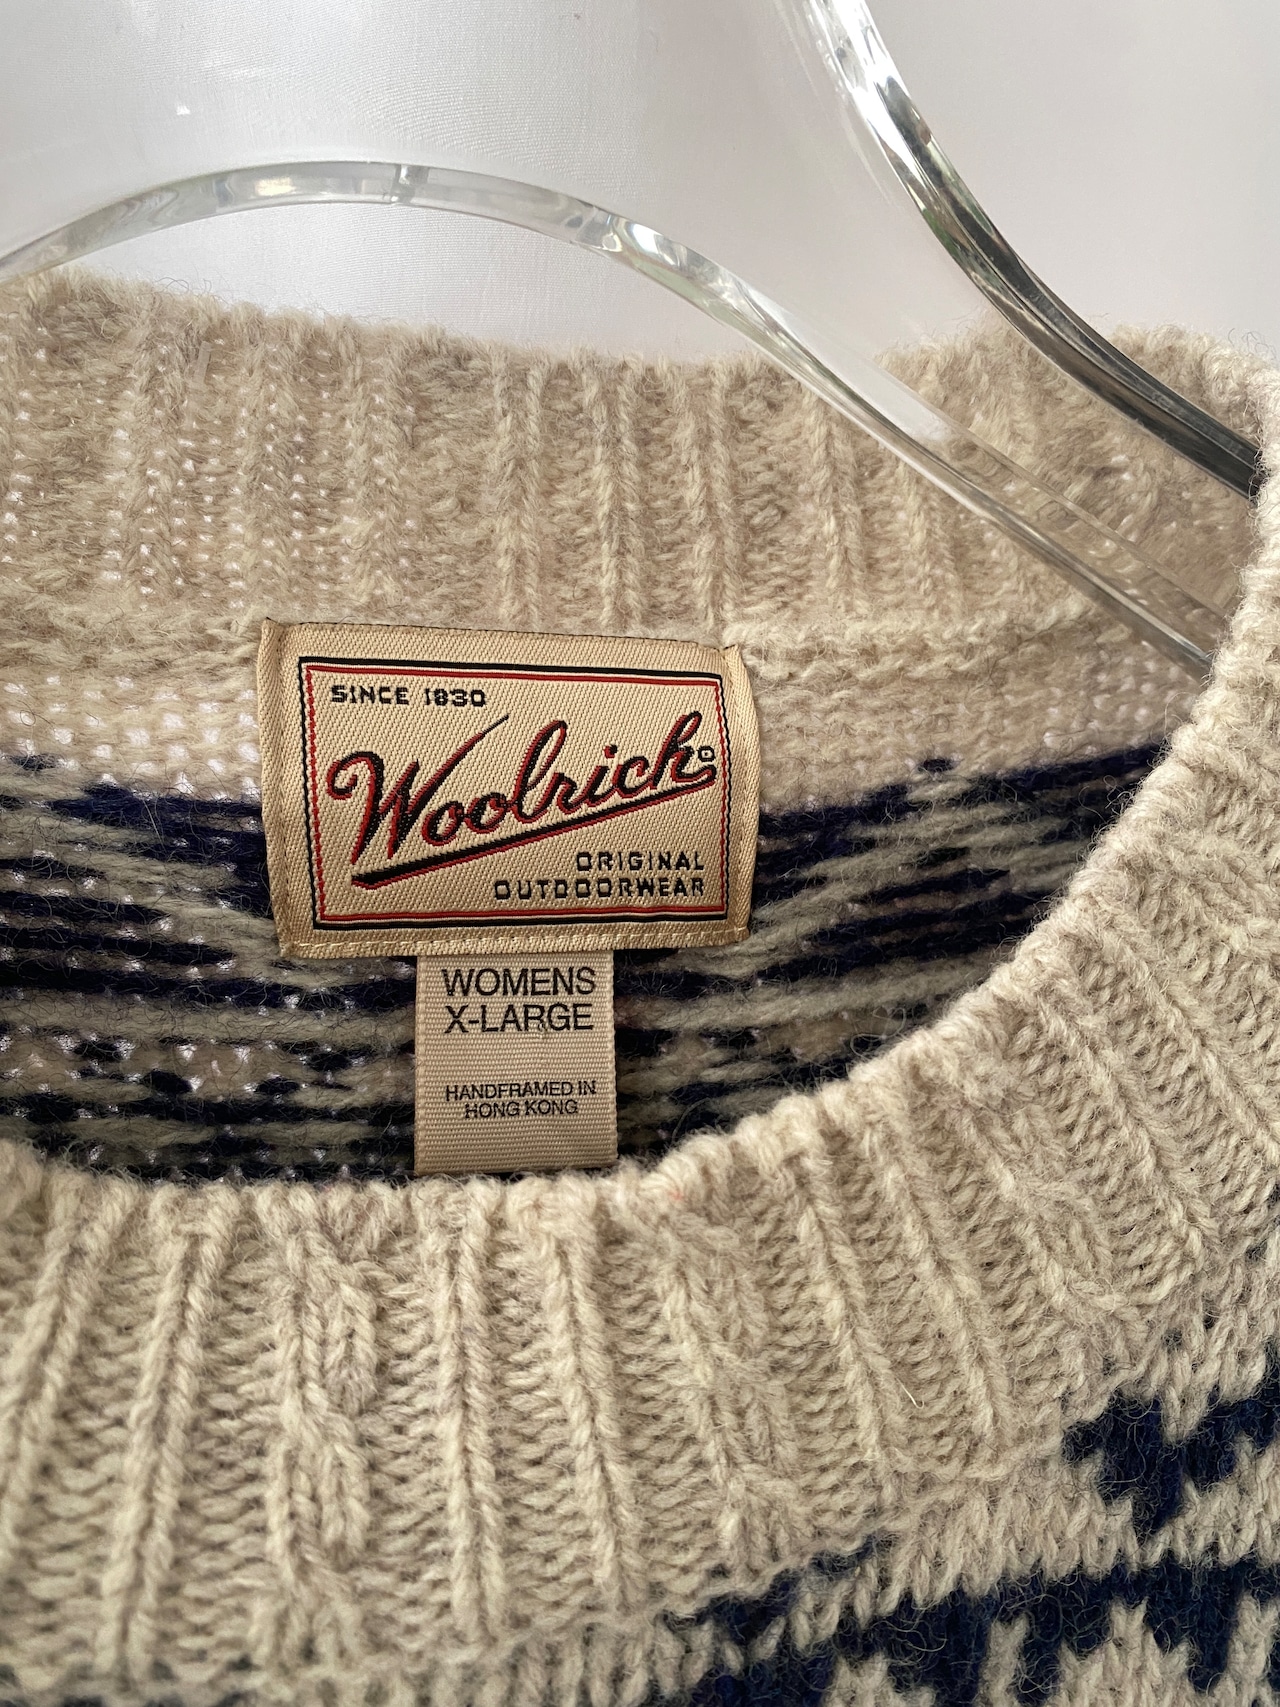 SINCE 1830
Woolrich
ORIGINAL
OUTDOORWEAR
WOMENS
X-LARGE
HANDFRAMED IN
HONG KONG